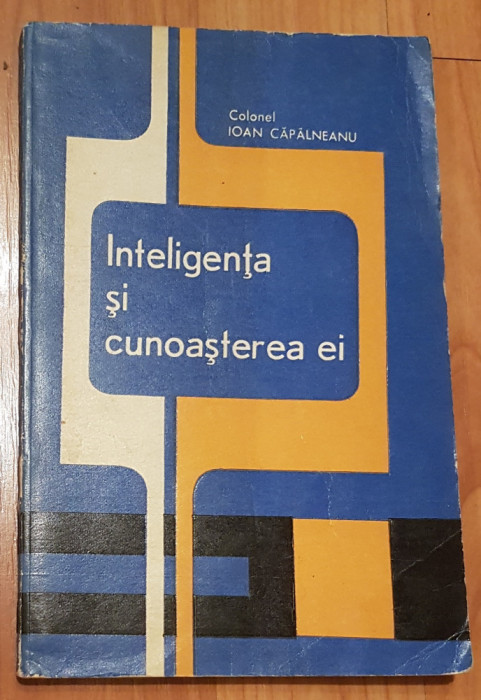 Colonel
IOAN CĂPÂLNEANU
Inteligenţa
şi
cunoaşterea ei